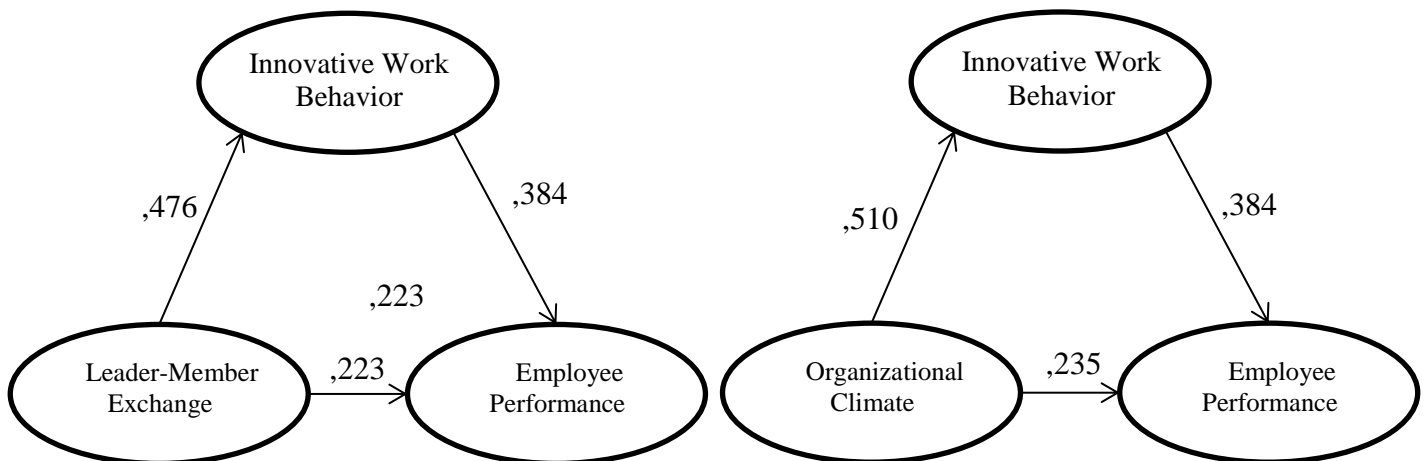 Innovative Work
Behavior
,476
,384
,223
Leader-Member
Exchange
,223
Employee
Performance
Innovative Work
Behavior
,510
,384
Organizational
Climate
,235
Employee
Performance